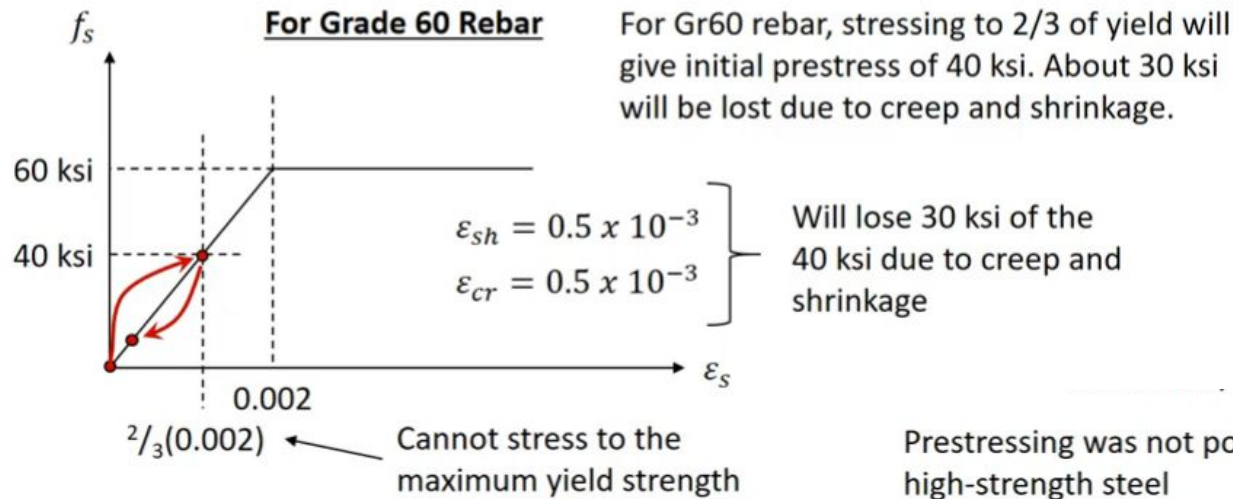 For Grade 60 Rebar
For Gr60 rebar, stressing to 2/3 of yield will
give initial prestress of 40 ksi. About 30 ksi
will be lost due to creep and shrinkage.
fₛ
60 ksi
40 ksi
εₛₕ = 0.5 x 10⁻³
ε_cr = 0.5 x 10⁻³
Will lose 30 ksi of the
40 ksi due to creep and
shrinkage
εₛ
0.002
2/3(0.002)
Cannot stress to the
maximum yield strength
Prestressing was not
high-strength steel